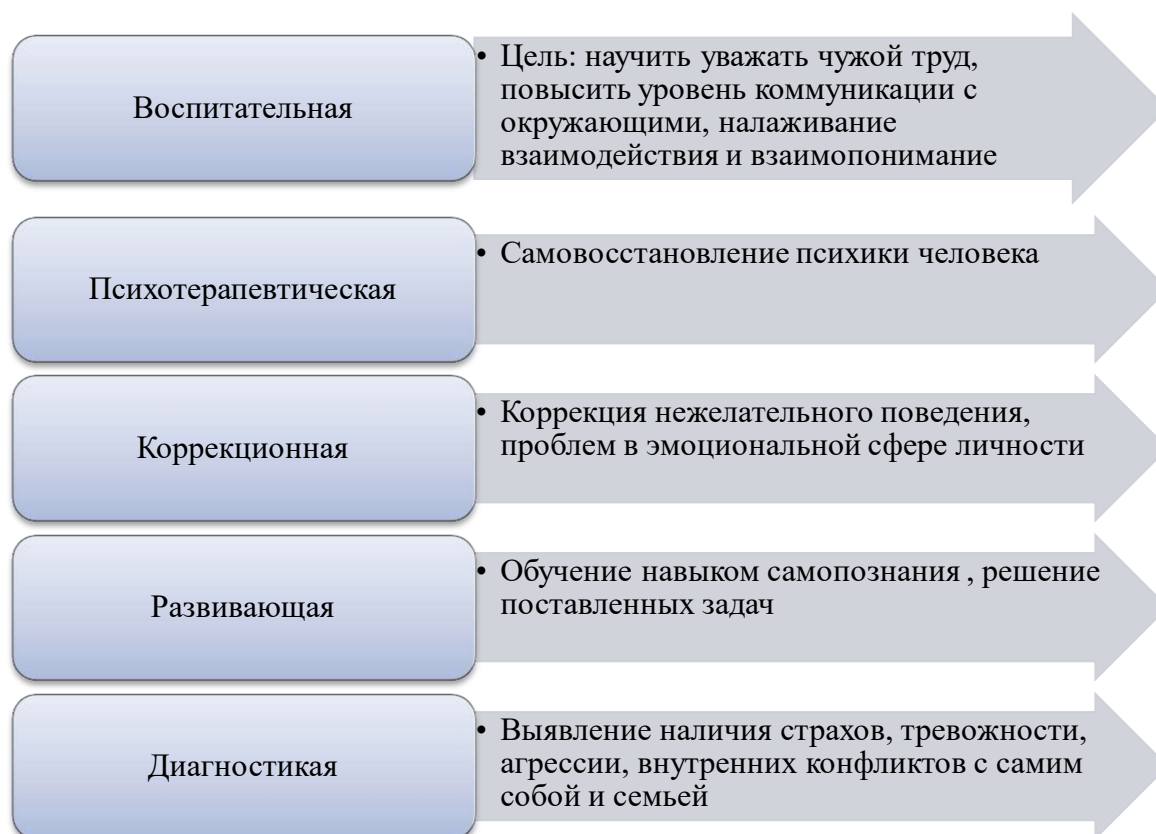 Воспитательная
• Цель: научить уважать чужой труд,
повысить уровень коммуникации с
окружающими, налаживание
взаимодействия и взаимопонимание
Психотерапевтическая
• Самовосстановление психики человека
Коррекционная
• Коррекция нежелательного поведения,
проблем в эмоциональной сфере личности
Развивающая
• Обучение навыком самопознания , решение
поставленных задач
Диагностикая
• Выявление наличия страхов, тревожности,
агрессии, внутренних конфликтов с самим
собой и семьей